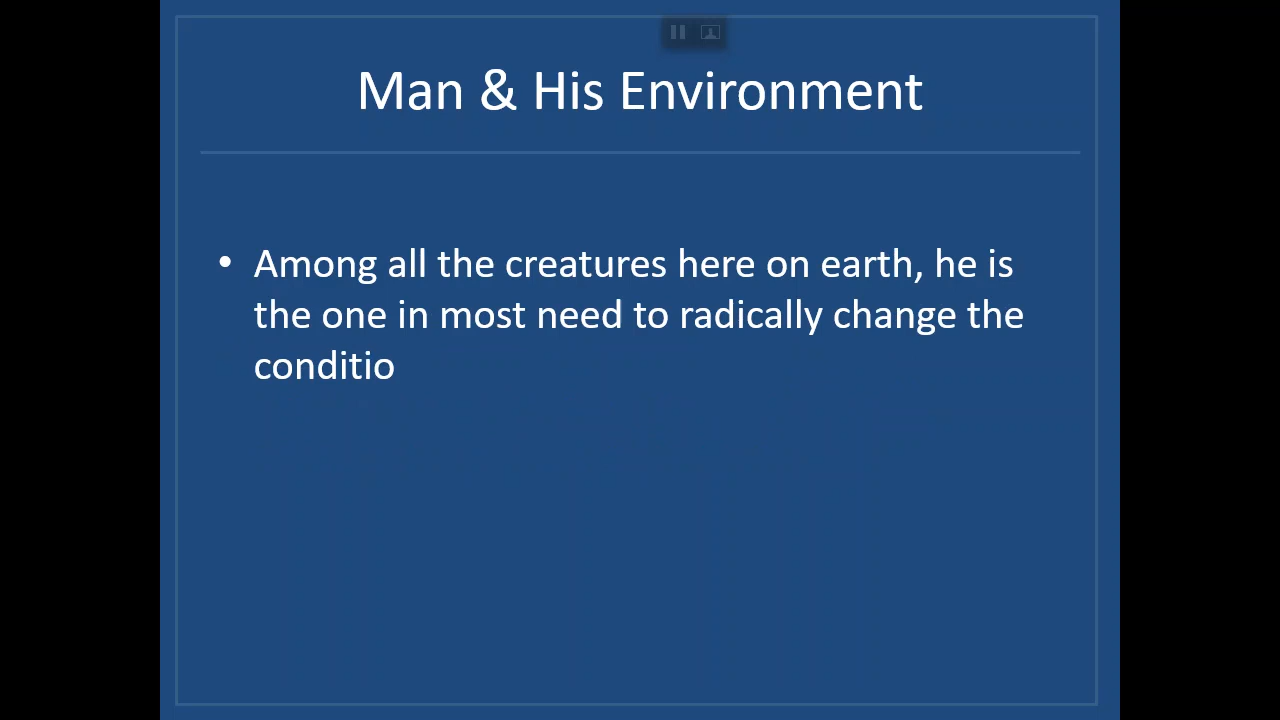 Man & His Environment
• Among all the creatures here on earth, he is
the one in most need to radically change the
conditio